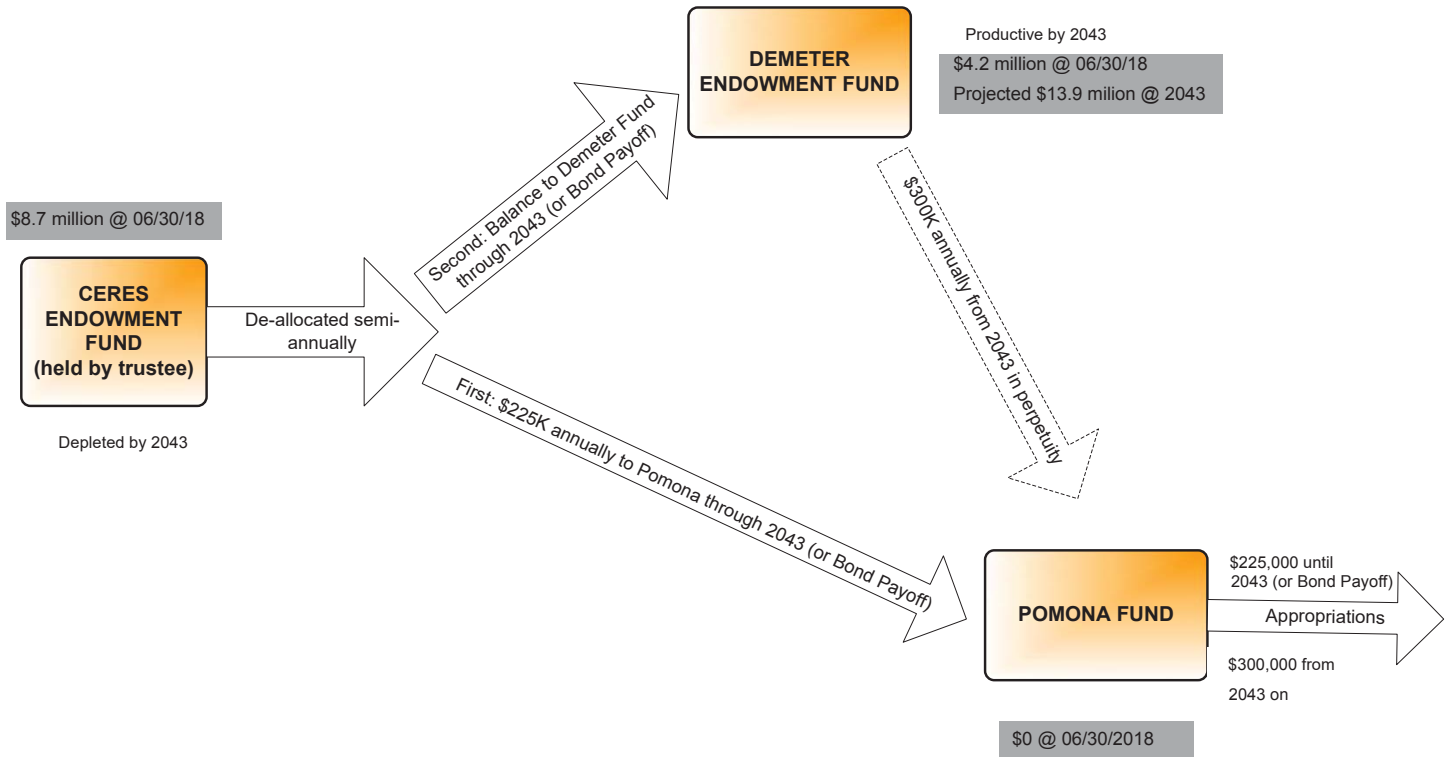 DEMETER
ENDOWMENT FUND
Productive by 2043
$4.2 million @ 06/30/18
Projected $13.9 milion @ 2043
Second: Balance to Demeter Fund
through 2043 (or Bond Payoff)
$300K annually from 2043 in perpetuity
$8.7 million @ 06/30/18
CERES
ENDOWMENT
FUND
(held by trustee)
De-allocated semi-
annually
Depleted by 2043
First: $225K annually to Pomona through 2043 (or Bond Payoff)
POMONA FUND
$225,000 until
2043 (or Bond Payoff)
Appropriations
$300,000 from
2043 on
$0 @ 06/30/2018